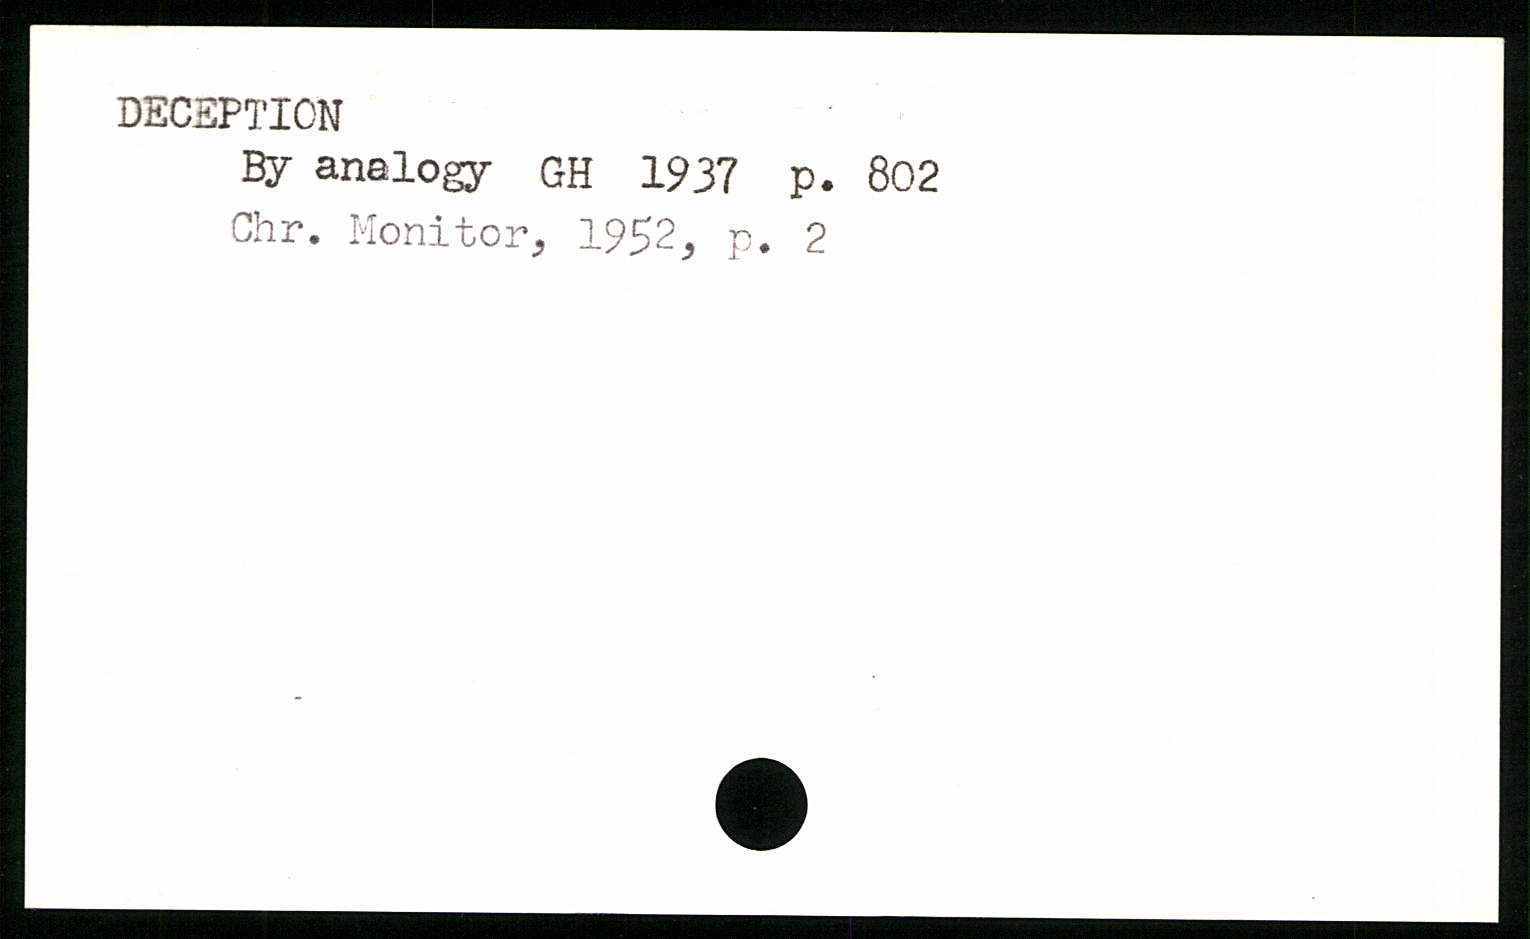 DECEPTION
By analogy GH 1937 p. 802
Chr. Monitor, 1952, p. 2